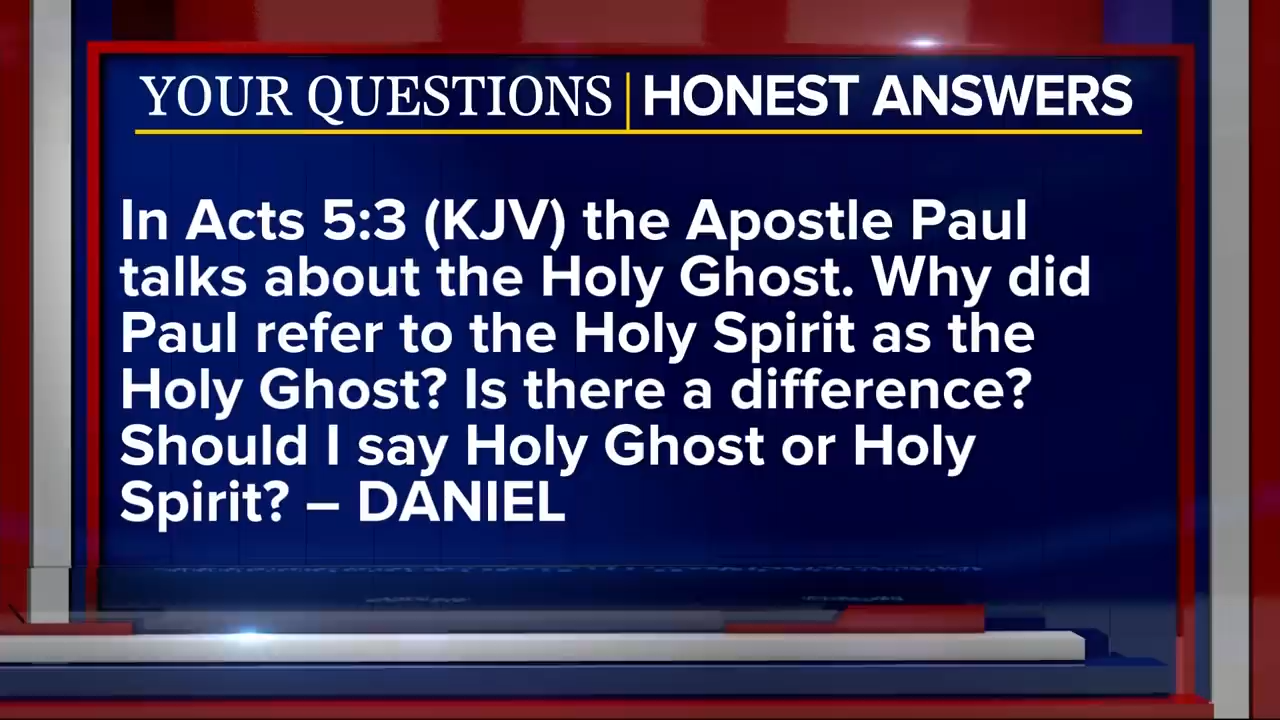 YOUR QUESTIONS | HONEST ANSWERS
In Acts 5:3 (KJV) the Apostle Paul
talks about the Holy Ghost. Why did
Paul refer to the Holy Spirit as the
Holy Ghost? Is there a difference?
Should I say Holy Ghost or Holy
Spirit? – DANIEL